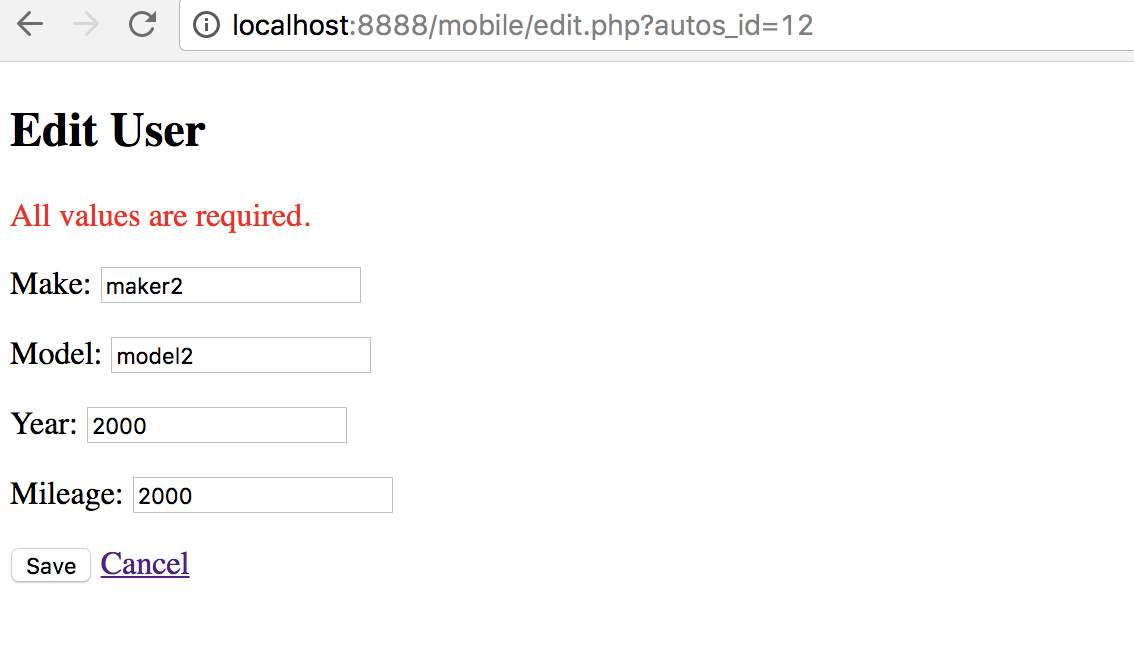 localhost:8888/mobile/edit.php?autos_id=12
Edit User
All values are required.
Make: maker2
Model: model2
Year: 2000
Mileage: 2000
Save Cancel